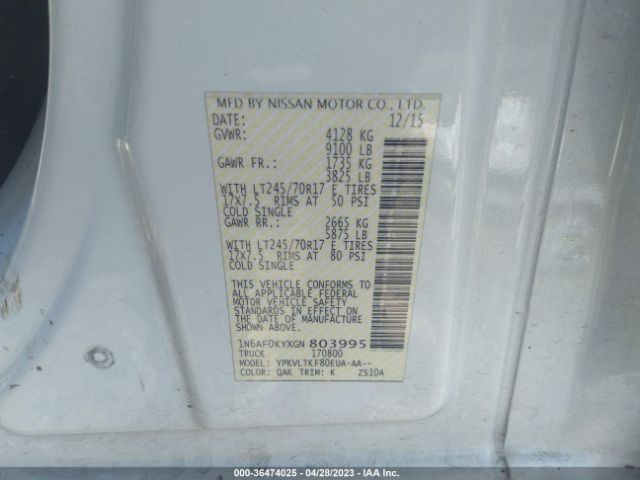 MFD BY NISSAN MOTOR CO., LTD.
DATE: 12/15
GVWR: 4128 KG
9100 LB
GAWR FR.: 1735 KG
3825 LB
WITH LT245/70R17 E TIRES
17X7.5 RIMS AT 50 PSI
COLD SINGLE
GAWR RR.: 2665 KG
5875 LB
WITH LT245/70R17 E TIRES
17X7.5 RIMS AT 80 PSI
COLD SINGLE
THIS VEHICLE CONFORMS TO
ALL APPLICABLE FEDERAL
MOTOR VEHICLE SAFETY
STANDARDS IN EFFECT ON
THE DATE OF MANUFACTURE
SHOWN ABOVE.
1N6AF0KYXGN 803995
TRUCK 170800
MODEL: YPKVLTKF80EUA-AA--
COLOR: QAK TRIM: K ZS10A
000-36474025 / 04/28/2023 / IAA Inc.